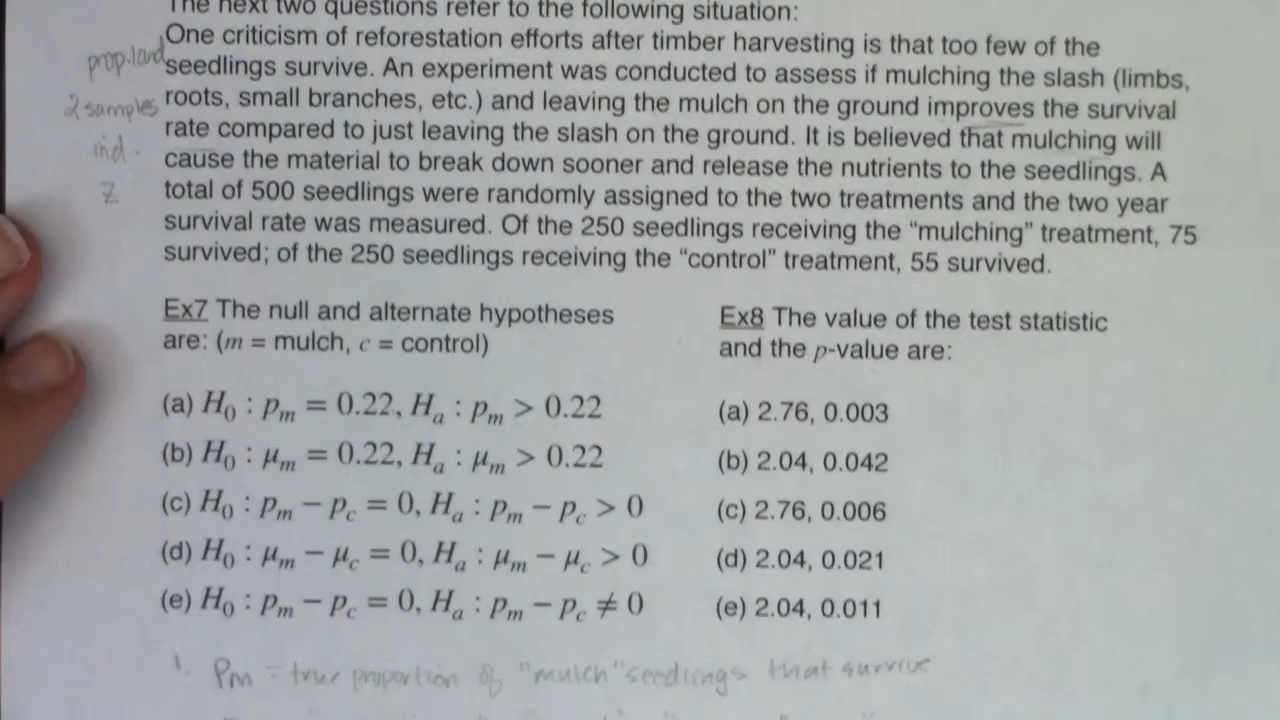 The next two questions refer to the following situation:
One criticism of reforestation efforts after timber harvesting is that too few of the
seedlings survive. An experiment was conducted to assess if mulching the slash (limbs,
roots, small branches, etc.) and leaving the mulch on the ground improves the survival
rate compared to just leaving the slash on the ground. It is believed that mulching will
cause the material to break down sooner and release the nutrients to the seedlings. A
total of 500 seedlings were randomly assigned to the two treatments and the two year
survival rate was measured. Of the 250 seedlings receiving the “mulching” treatment, 75
survived; of the 250 seedlings receiving the “control” treatment, 55 survived.
2 samples
ind.
Z
Ex7 The null and alternate hypotheses
are: (m = mulch, c = control)
(a) H₀ : pₘ = 0.22, Hₐ : pₘ > 0.22
(b) H₀ : μₘ = 0.22, Hₐ : μₘ > 0.22
(c) H₀ : pₘ − p_c = 0, Hₐ : pₘ − p_c > 0
(d) H₀ : μₘ − μ_c = 0, Hₐ : μₘ − μ_c > 0
(e) H₀ : pₘ − p_c = 0, Hₐ : pₘ − p_c ≠ 0
Ex8 The value of the test statistic
and the p-value are:
(a) 2.76, 0.003
(b) 2.04, 0.042
(c) 2.76, 0.006
(d) 2.04, 0.021
(e) 2.04, 0.011
1. Pm = true proportion of "mulch" seedlings that survive